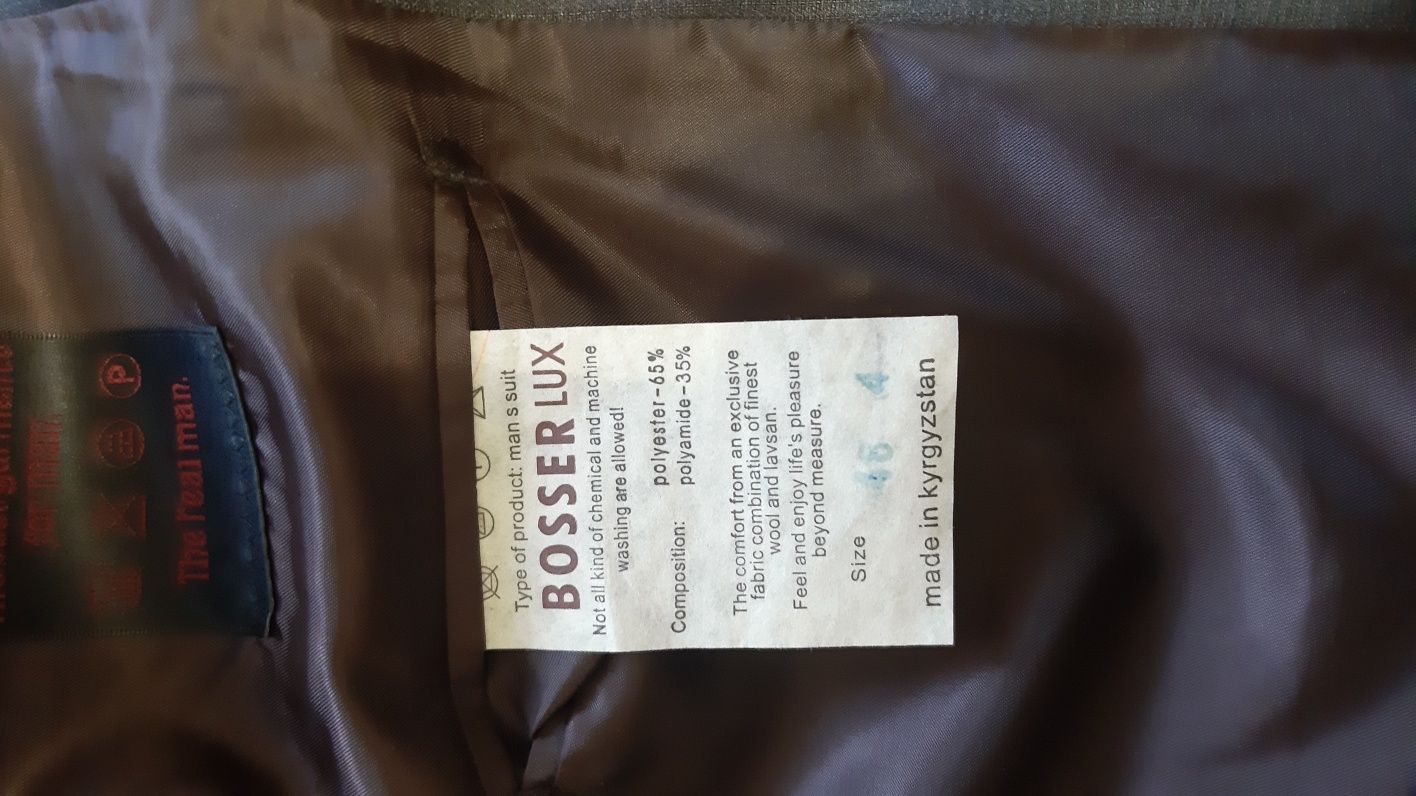 The real man.
P
Type of product: man s suit
BOSSER LUX
Not all kind of chemical and machine
washing are allowed!
Composition: polyester-65%
polyamide-35%
The comfort from an exclusive
fabric combination of finest
wool and lavsan.
Feel and enjoy life's pleasure
beyond measure.
Size 46 4
made in kyrgyzstan